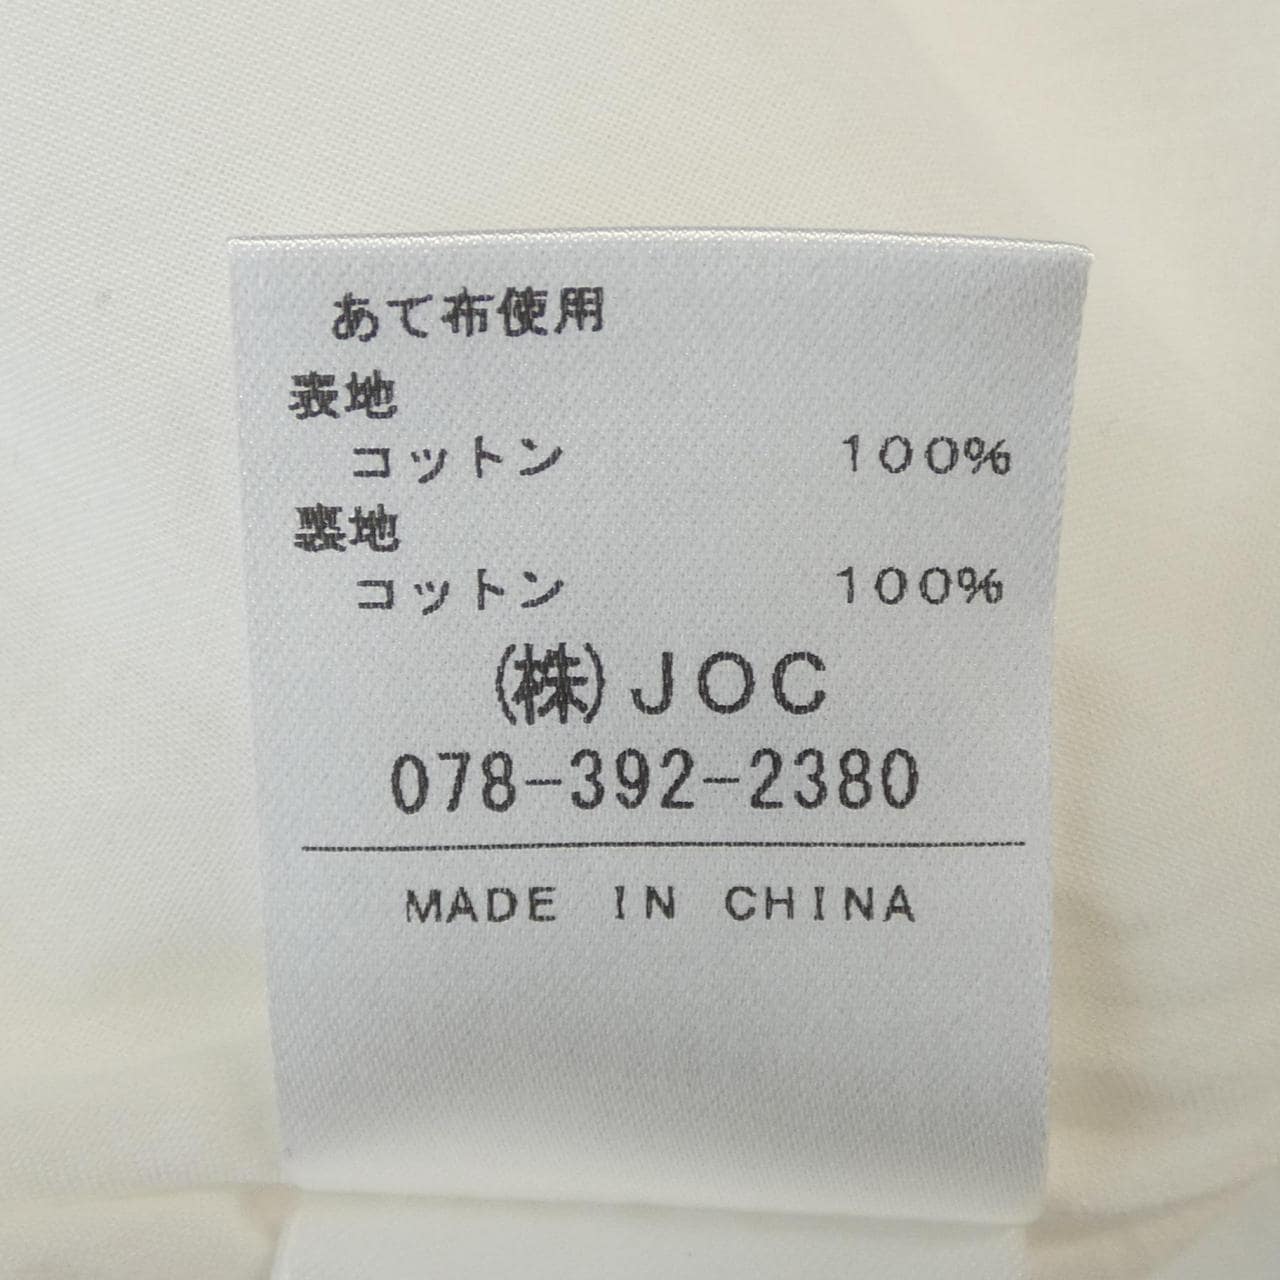 あて布使用
表地
コットン 100%
裏地
コットン 100%
(株)JOC
078-392-2380
MADE IN CHINA